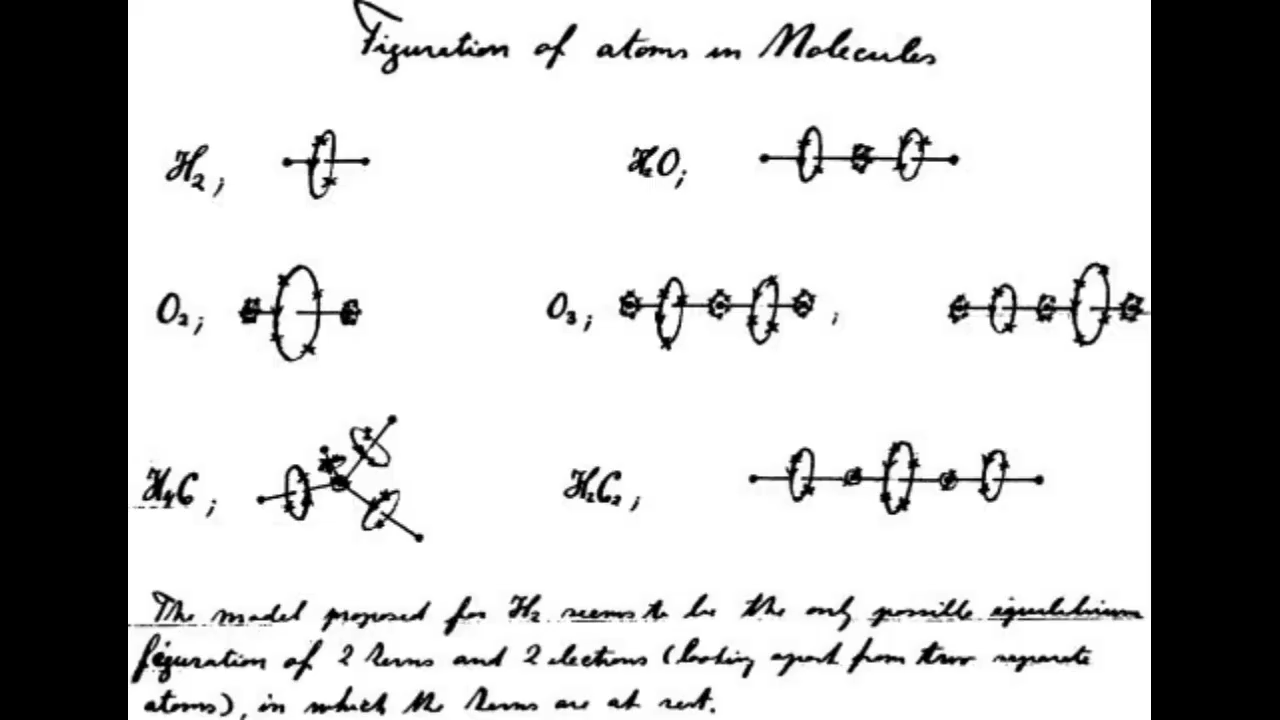 Figuration of atoms in Molecules
H₂; H₂O;
O₂; O₃; ;
H₄C; H₂C₂;
The model proposed for H₂ seems to be the only possible equilibrium
figuration of 2 kerns and 2 elections (looking apart from two separate
atoms), in which the kerns are at rest.